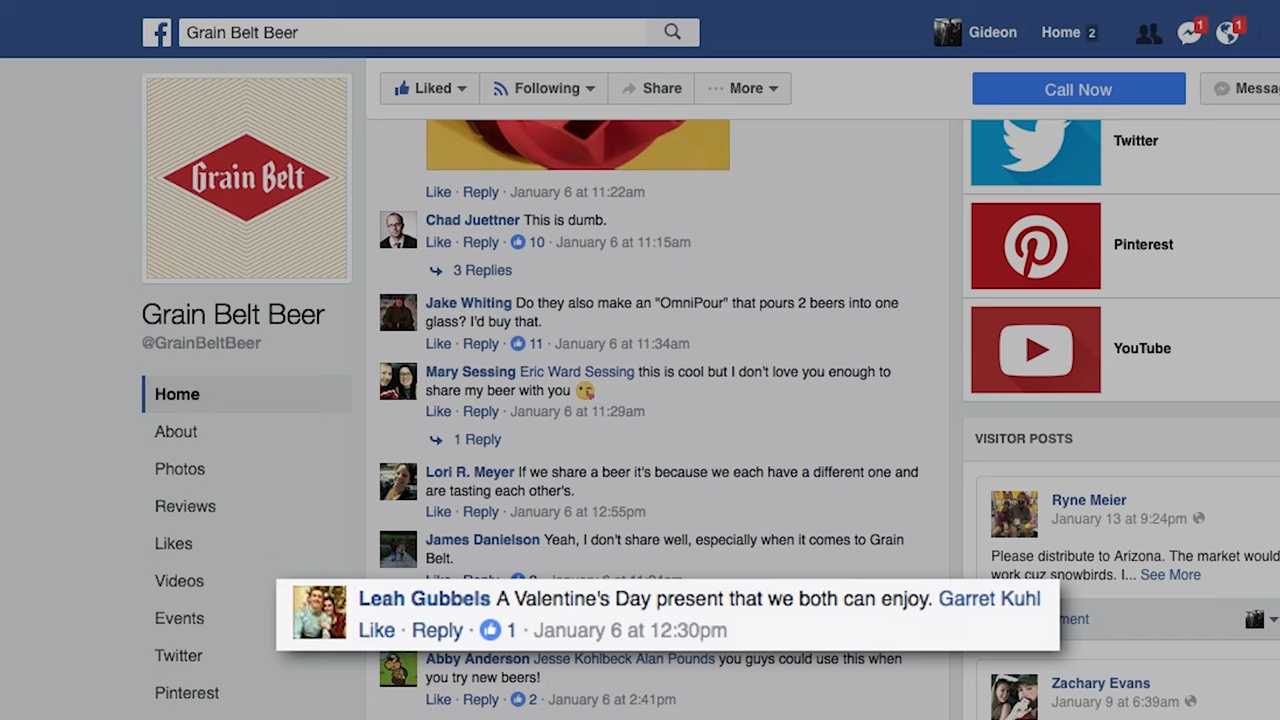 Grain Belt Beer
Gideon
Home 2
1
1
Liked
Following
Share
More
Call Now
Grain Belt
Grain Belt Beer
@GrainBeltBeer
Home
About
Photos
Reviews
Likes
Videos
Events
Twitter
Pinterest
Like · Reply · January 6 at 11:22am
Chad Juettner This is dumb.
Like · Reply · 10 · January 6 at 11:15am
3 Replies
Jake Whiting Do they also make an "OmniPour" that pours 2 beers into one
glass? I'd buy that.
Like · Reply · 11 · January 6 at 11:34am
Mary Sessing Eric Ward Sessing this is cool but I don't love you enough to
share my beer with you 😘
Like · Reply · January 6 at 11:29am
1 Reply
Lori R. Meyer If we share a beer it's because we each have a different one and
are tasting each other's.
Like · Reply · January 6 at 12:55pm
James Danielson Yeah, I don't share well, especially when it comes to Grain
Belt.
Leah Gubbels A Valentine's Day present that we both can enjoy. Garret Kuhl
Like · Reply · 1 · January 6 at 12:30pm
Abby Anderson Jesse Kohlbeck Alan Pounds you guys could use this when
you try new beers!
Like · Reply · 2 · January 6 at 2:41pm
Twitter
Pinterest
YouTube
VISITOR POSTS
Ryne Meier
January 13 at 9:24pm
Please distribute to Arizona. The market would
work cuz snowbirds. I... See More
Zachary Evans
January 9 at 6:39am